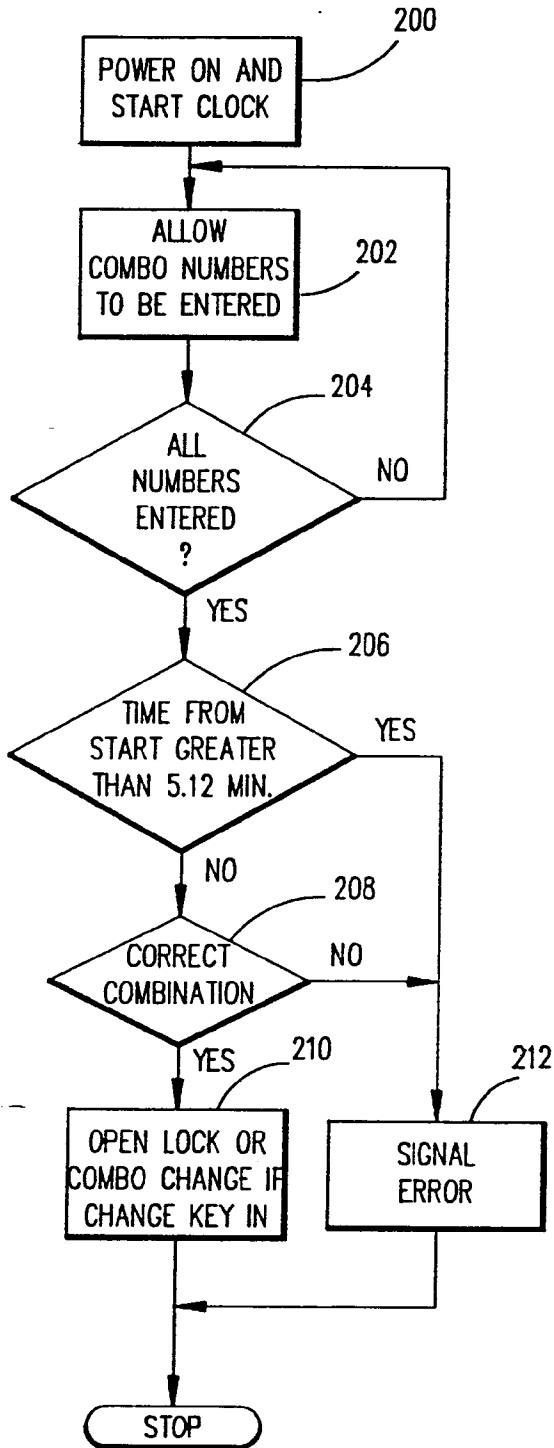 200
POWER ON AND
START CLOCK
ALLOW
COMBO NUMBERS
TO BE ENTERED
202
204
ALL
NUMBERS
ENTERED
?
NO
YES
206
TIME FROM
START GREATER
THAN 5.12 MIN.
YES
NO
208
CORRECT
COMBINATION
NO
YES
210
212
OPEN LOCK OR
COMBO CHANGE IF
CHANGE KEY IN
SIGNAL
ERROR
STOP